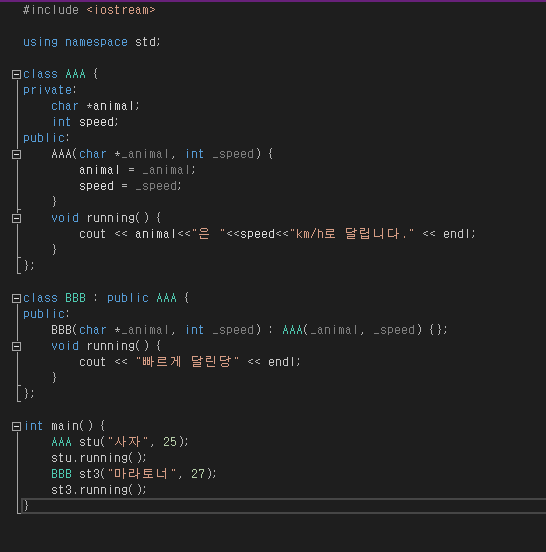 #include <iostream>
using namespace std;
class AAA {
private:
char *animal;
int speed;
public:
AAA(char *_animal, int _speed) {
animal = _animal;
speed = _speed;
}
void running() {
cout << animal<<"은 "<<speed<<"km/h로 달립니다." << endl;
}
};
class BBB : public AAA {
public:
BBB(char *_animal, int _speed) : AAA(_animal, _speed) {};
void running() {
cout << "빠르게 달린당" << endl;
}
};
int main() {
AAA stu("사자", 25);
stu.running();
BBB st3("마라토너", 27);
st3.running();
}